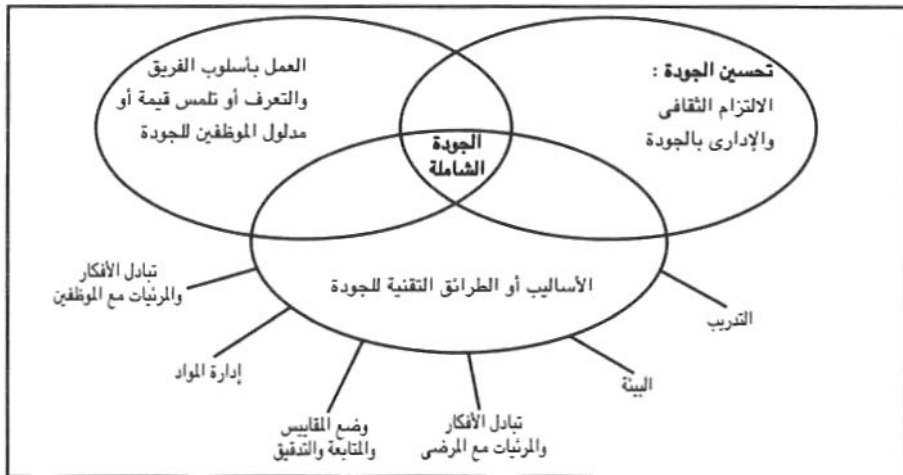 تحسين الجودة :
الالتزام الثقافى
والإدارى بالجودة
العمل بأسلوب الفريق
والتعرف أو تلمس قيمة أو
مدلول الموظفين للجودة
الجودة
الشاملة
الأساليب أو الطرائق التقنية للجودة
التدريب
البيئة
تبادل الأفكار
والمرئيات مع المرضى
وضع المقاييس
والمتابعة والتدقيق
إدارة المواد
تبادل الأفكار
والمرئيات مع الموظفين